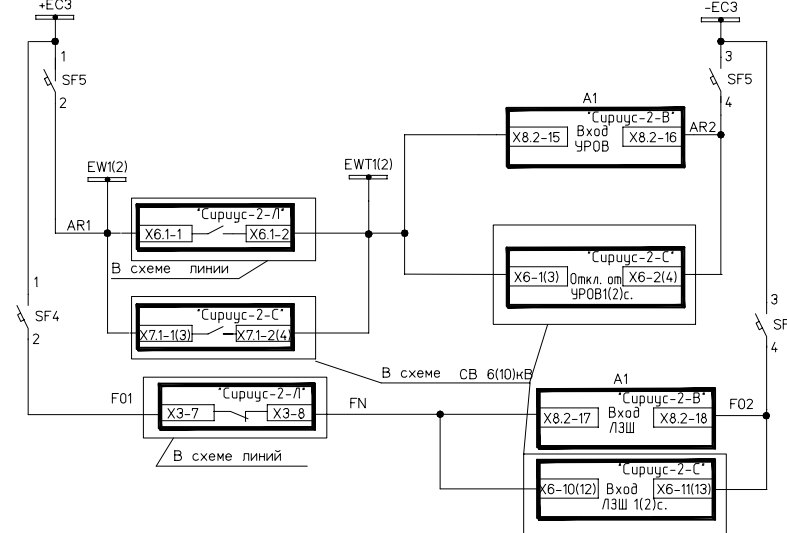 +EC3
-EC3
1
SF5
2
3
SF5
4
A1
"Сириус-2-В"
X8.2-15
Вход
УРОВ
X8.2-16
AR2
EW1(2)
EWT1(2)
AR1
"Сириус-2-Л"
X6.1-1
X6.1-2
В схеме линии
"Сириус-2-С"
X6-1(3)
Откл. от
УРОВ1(2)с.
X6-2(4)
1
SF4
2
"Сириус-2-С"
X7.1-1(3)
X7.1-2(4)
3
SF
4
В схеме СВ 6(10)кВ
F01
"Сириус-2-Л"
X3-7
X3-8
FN
A1
"Сириус-2-В"
X8.2-17
Вход
ЛЗШ
X8.2-18
F02
В схеме линий
"Сириус-2-С"
X6-10(12)
Вход
ЛЗШ 1(2)с.
X6-11(13)